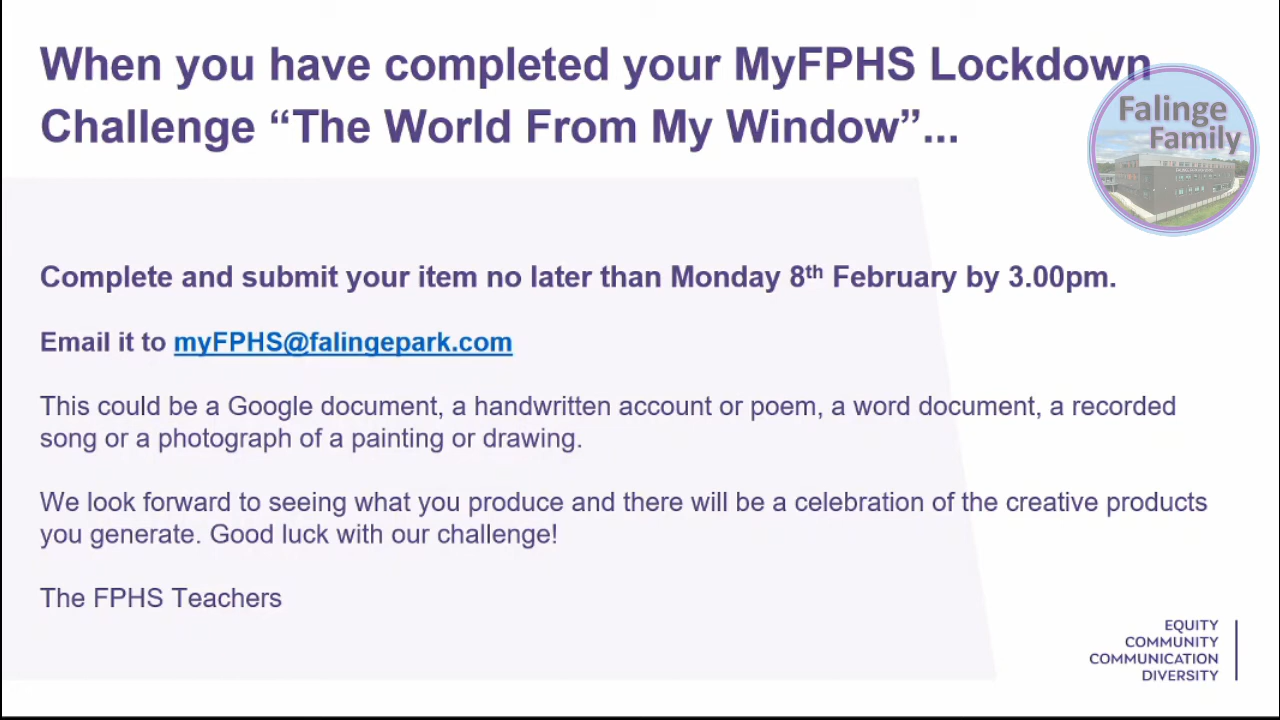 When you have completed your MyFPHS Lockdown
Challenge “The World From My Window”...
Falinge
Family
Complete and submit your item no later than Monday 8th February by 3.00pm.
Email it to myFPHS@falingepark.com
This could be a Google document, a handwritten account or poem, a word document, a recorded
song or a photograph of a painting or drawing.
We look forward to seeing what you produce and there will be a celebration of the creative products
you generate. Good luck with our challenge!
The FPHS Teachers
EQUITY
COMMUNITY
COMMUNICATION
DIVERSITY